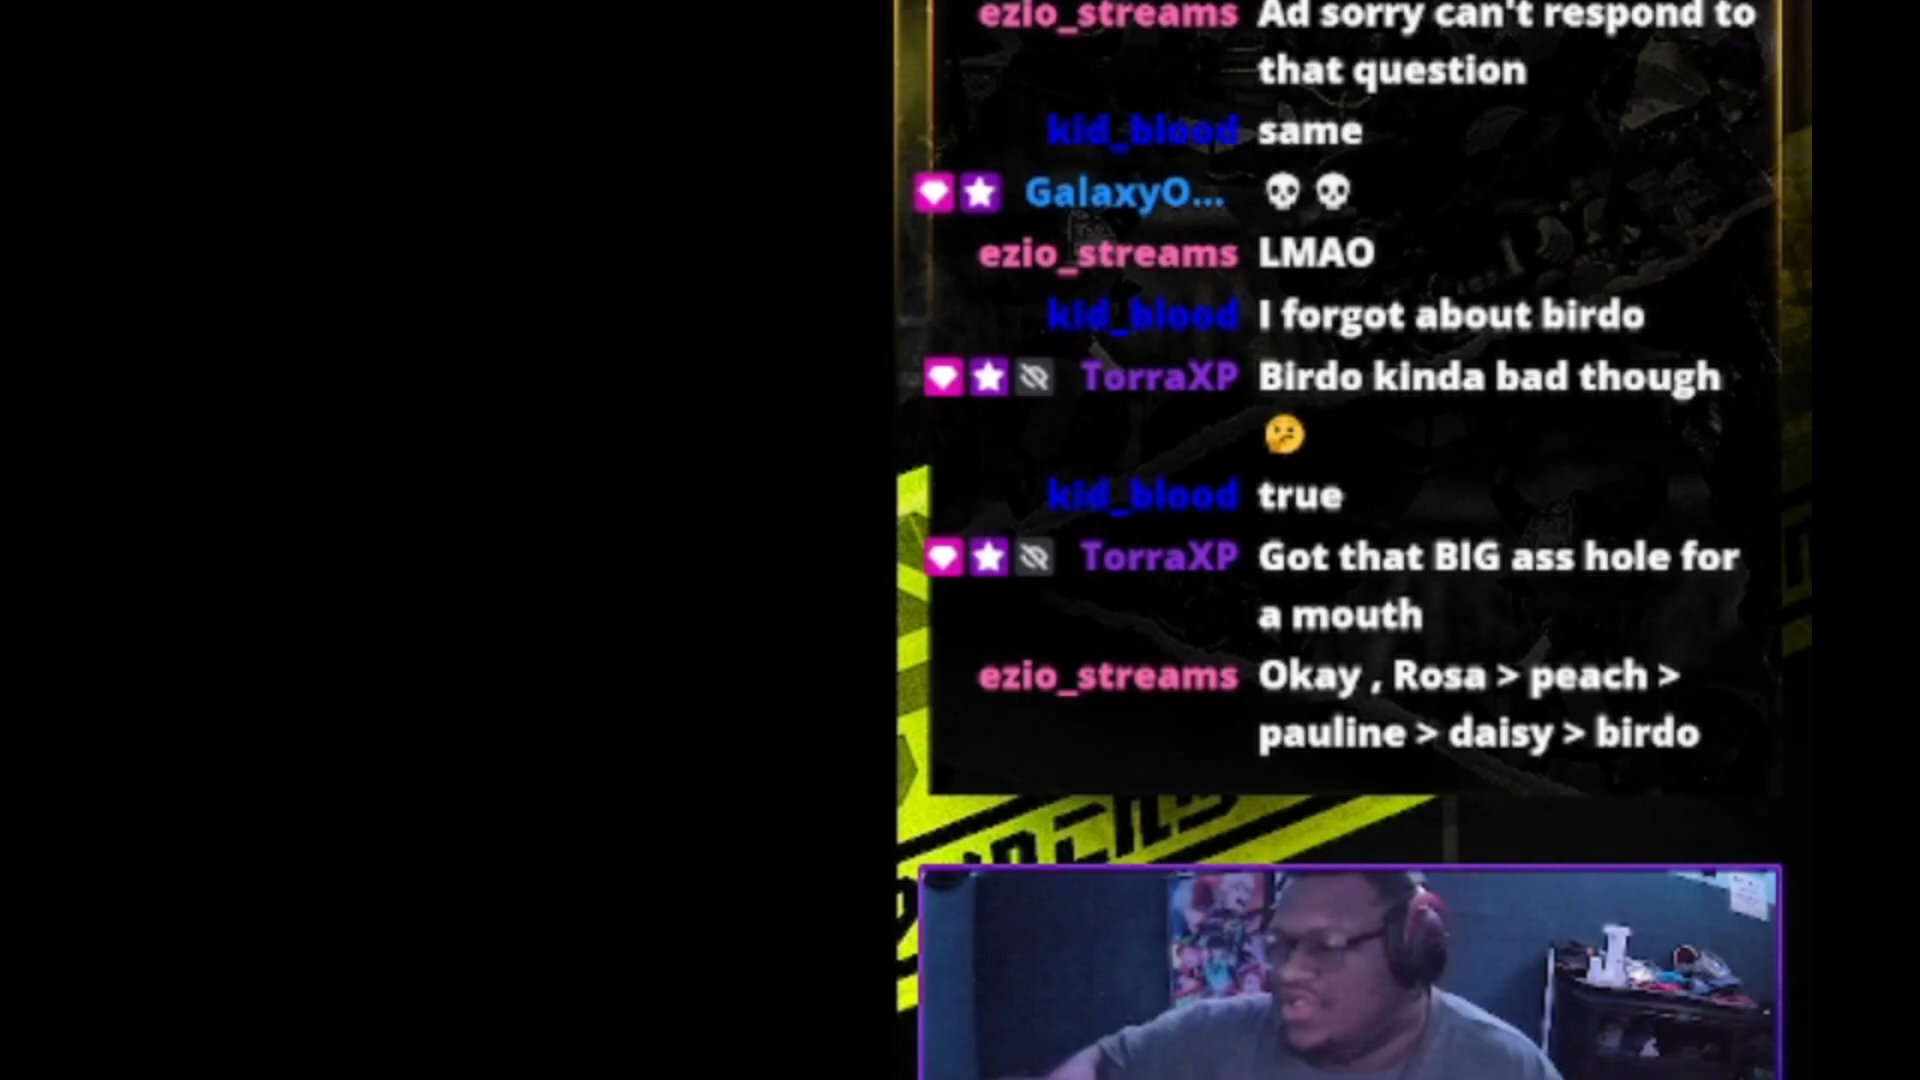 ezio_streams Ad sorry can't respond to
that question
kid_blood same
GalaxyO... 💀 💀
ezio_streams LMAO
kid_blood I forgot about birdo
TorraXP Birdo kinda bad though
🤔
kid_blood true
TorraXP Got that BIG ass hole for
a mouth
ezio_streams Okay , Rosa > peach >
pauline > daisy > birdo